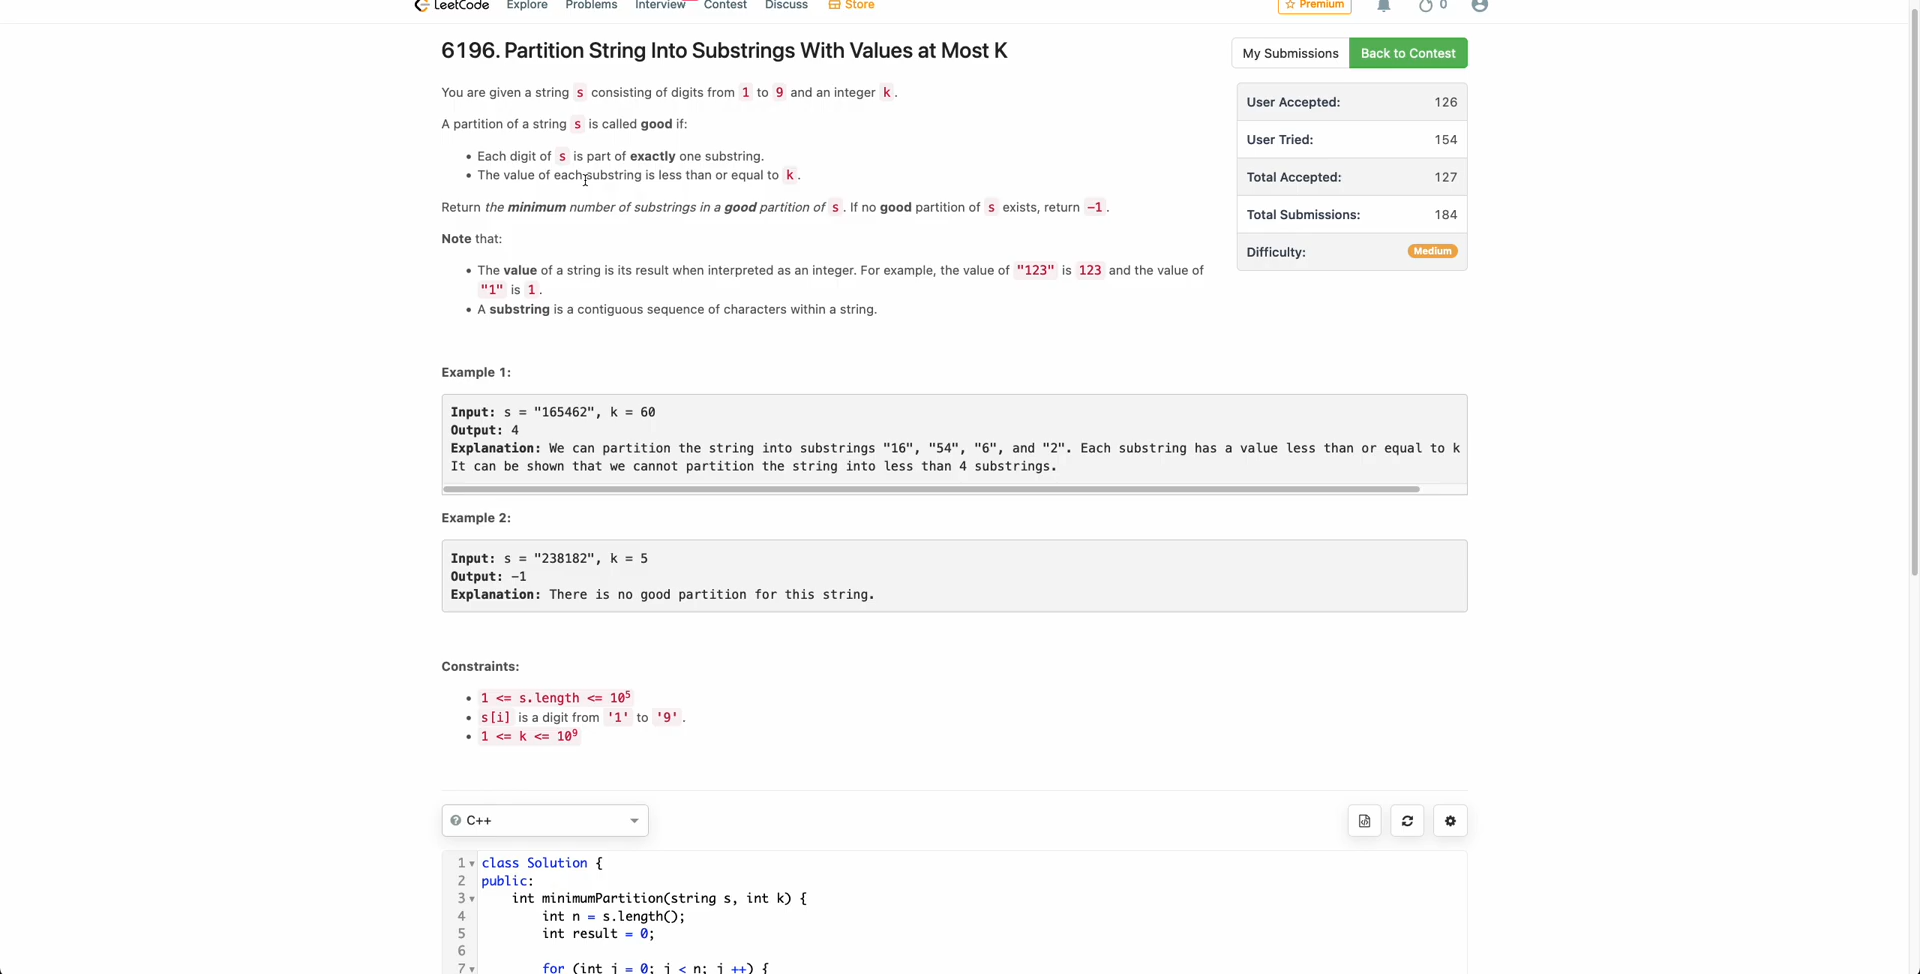 LeetCode Explore Problems Interview Contest Discuss Store Premium 0
6196. Partition String Into Substrings With Values at Most K
My Submissions Back to Contest
You are given a string s consisting of digits from 1 to 9 and an integer k.
A partition of a string s is called good if:
• Each digit of s is part of exactly one substring.
• The value of each substring is less than or equal to k.
Return the minimum number of substrings in a good partition of s. If no good partition of s exists, return -1.
Note that:
• The value of a string is its result when interpreted as an integer. For example, the value of "123" is 123 and the value of
"1" is 1.
• A substring is a contiguous sequence of characters within a string.
User Accepted: 126
User Tried: 154
Total Accepted: 127
Total Submissions: 184
Difficulty: Medium
Example 1:
Input: s = "165462", k = 60
Output: 4
Explanation: We can partition the string into substrings "16", "54", "6", and "2". Each substring has a value less than or equal to k
It can be shown that we cannot partition the string into less than 4 substrings.
Example 2:
Input: s = "238182", k = 5
Output: -1
Explanation: There is no good partition for this string.
Constraints:
• 1 <= s.length <= 10⁵
• s[i] is a digit from '1' to '9'.
• 1 <= k <= 10⁹
C++
1 class Solution {
2 public:
3 int minimumPartition(string s, int k) {
4 int n = s.length();
5 int result = 0;
6
7 for (int j = 0; j < n; j ++) {